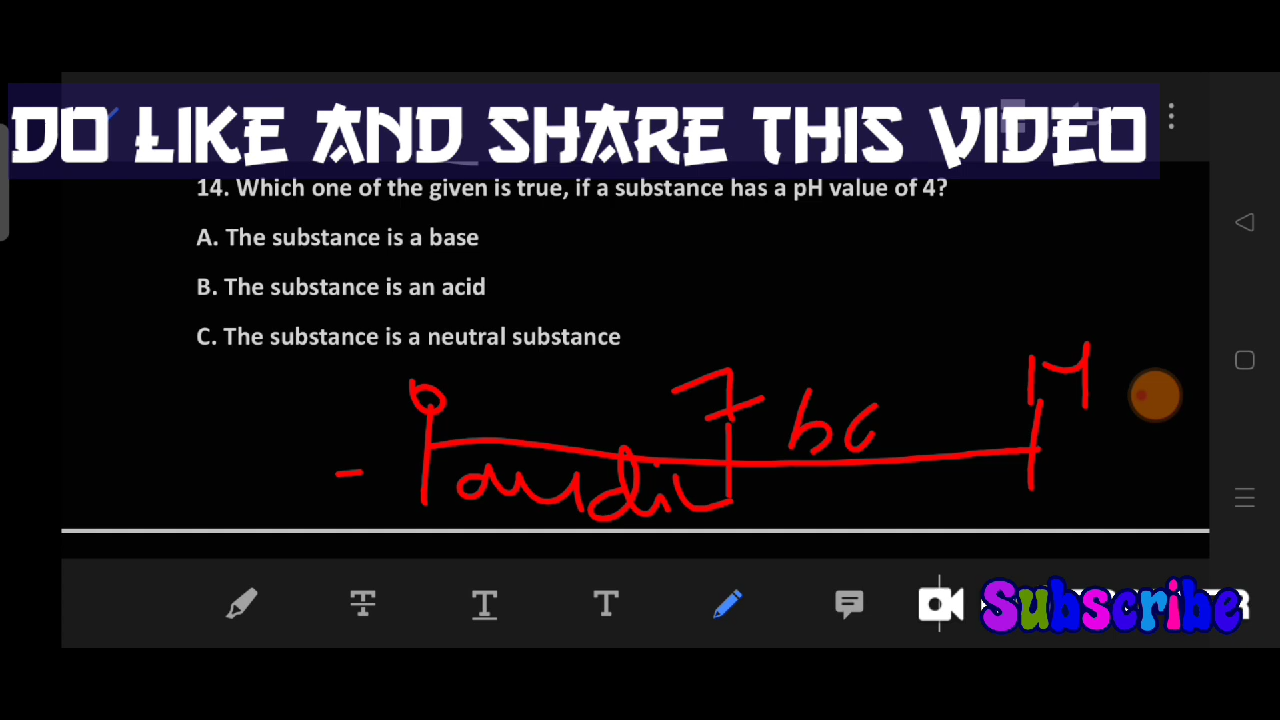 DO LIKE AND SHARE THIS VIDEO
14. Which one of the given is true, if a substance has a pH value of 4?
A. The substance is a base
B. The substance is an acid
C. The substance is a neutral substance
0
7
14
ba
Subscribe